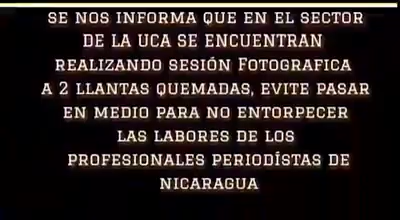 SE NOS INFORMA QUE EN EL SECTOR
DE LA UCA SE ENCUENTRAN
REALIZANDO SESIÓN FOTOGRAFICA
A 2 LLANTAS QUEMADAS, EVITE PASAR
EN MEDIO PARA NO ENTORPECER
LAS LABORES DE LOS
PROFESIONALES PERIODÍSTAS DE
NICARAGUA